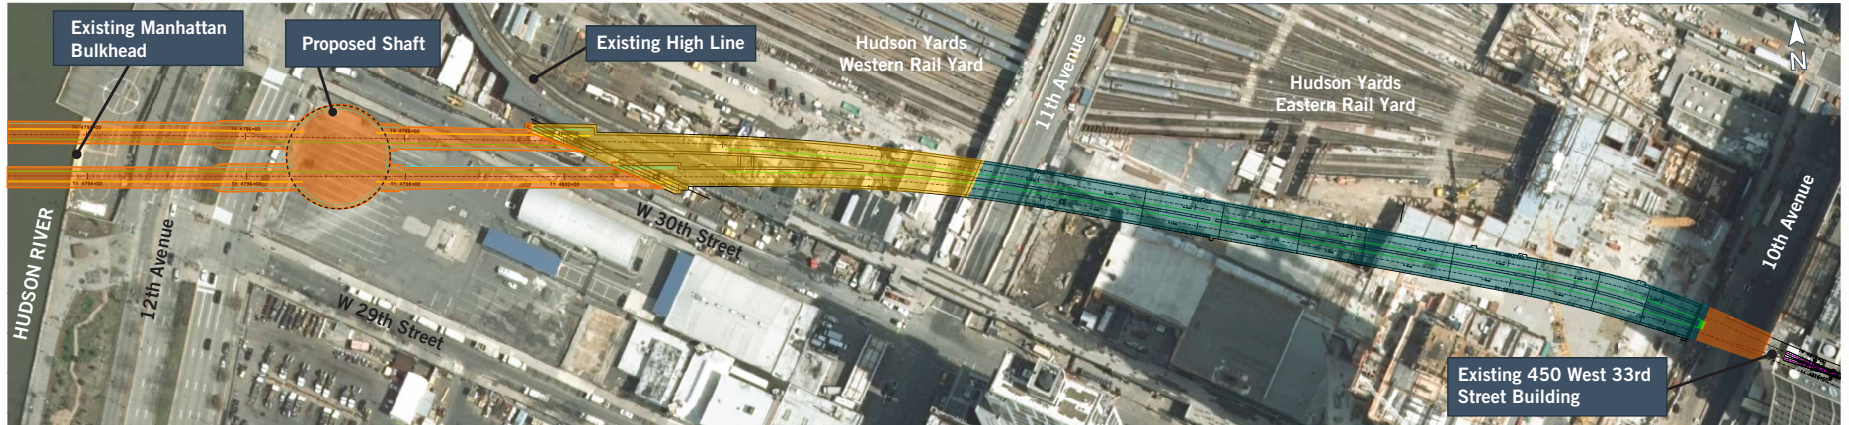 Existing Manhattan
Bulkhead
Proposed Shaft
Existing High Line
Hudson Yards
Western Rail Yard
11th Avenue
Hudson Yards
Eastern Rail Yard
N
HUDSON RIVER
12th Avenue
W 30th Street
W 29th Street
10th Avenue
Existing 450 West 33rd
Street Building